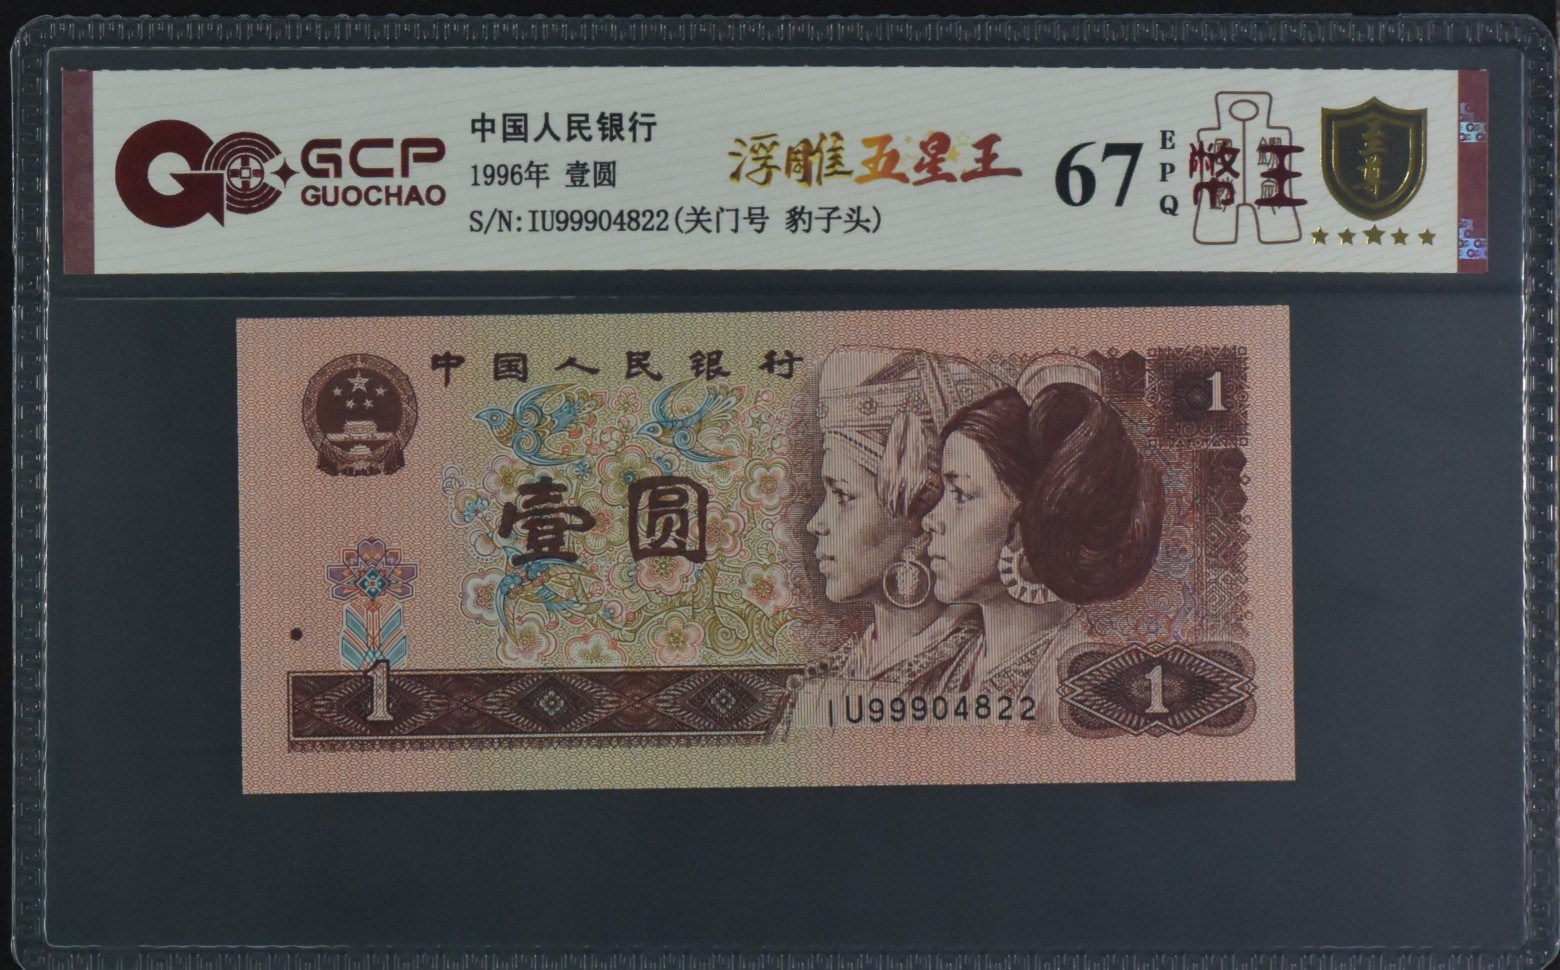 GCP
GUOCHAO
中国人民银行
1996年 壹圆
S/N:IU99904822(关门号 豹子头)
浮雕五星王
67
EPQ
至尊
中国人民银行
壹圆
1
1
IU99904822
1